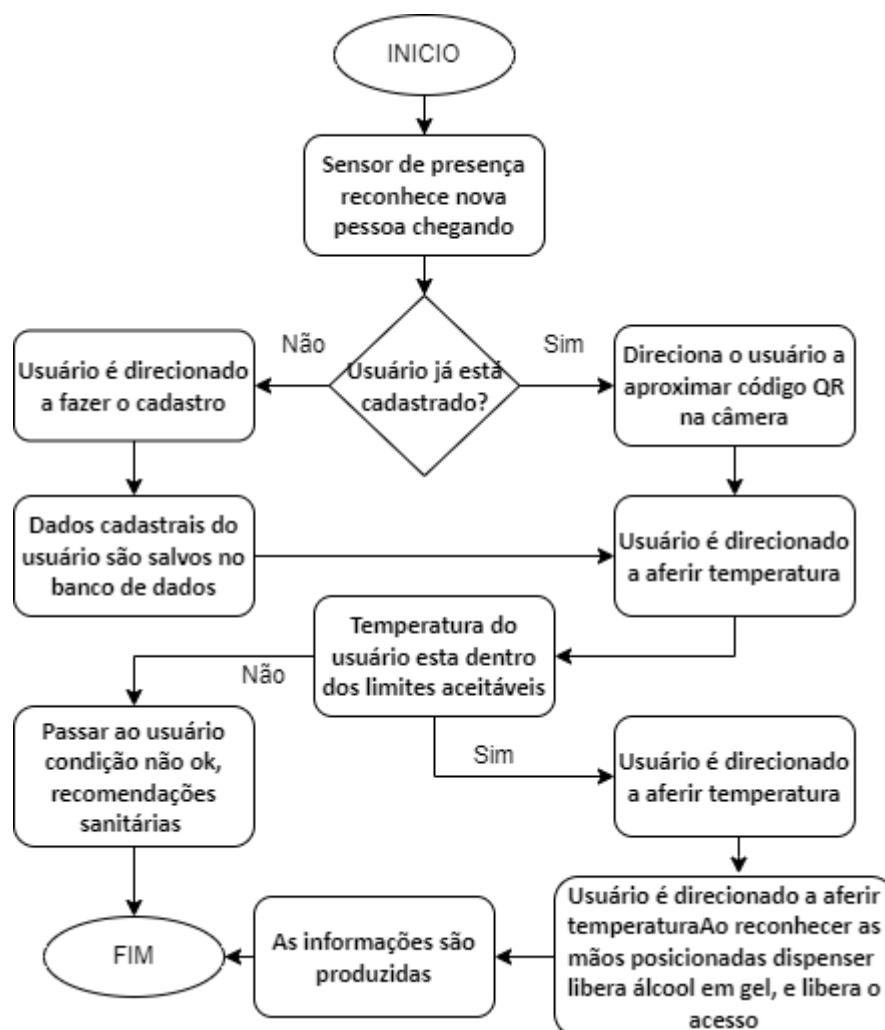 INICIO
Sensor de presença
reconhece nova
pessoa chegando
Não
Sim
Usuário já está
cadastrado?
Usuário é direcionado
a fazer o cadastro
Direciona o usuário a
aproximar código QR
na câmera
Dados cadastrais do
usuário são salvos no
banco de dados
Usuário é direcionado
a aferir temperatura
Temperatura do
usuário esta dentro
dos limites aceitáveis
Não
Sim
Passar ao usuário
condição não ok,
recomendações
sanitárias
Usuário é direcionado
a aferir temperatura
Usuário é direcionado a aferir
temperaturaAo reconhecer as
mãos posicionadas dispenser
libera álcool em gel, e libera o
acesso
As informações são
produzidas
FIM